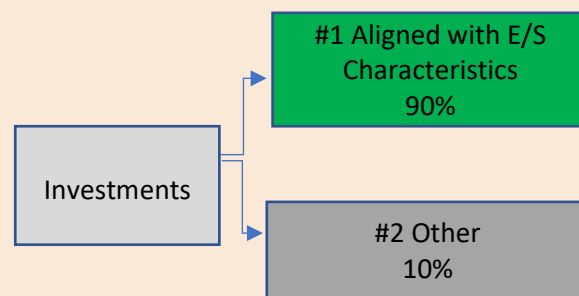 #1 Aligned with E/S
Characteristics
90%
Investments
#2 Other
10%